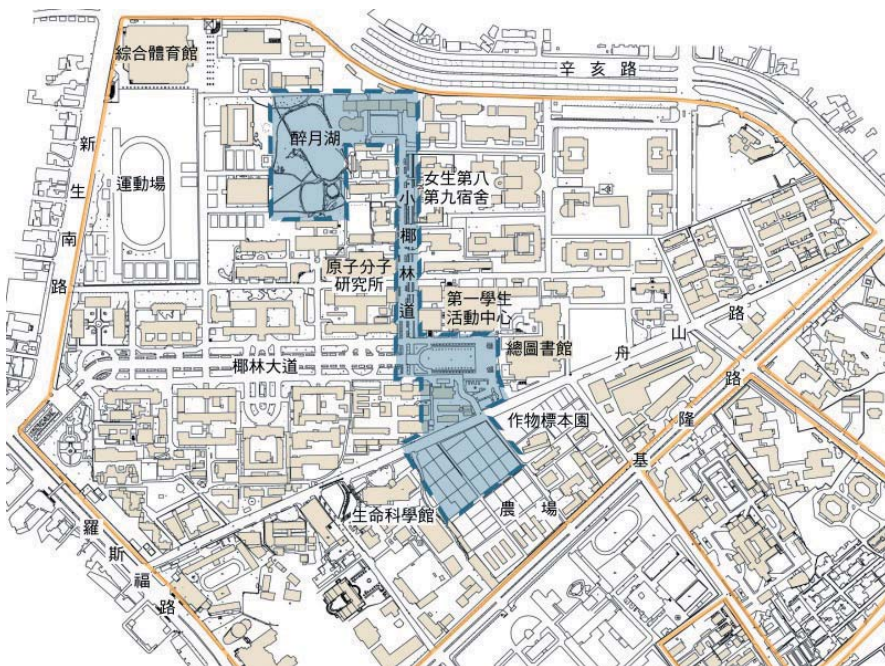 綜合體育館
辛亥路
醉月湖
新生南路
運動場
女生第八
第九宿舍
小椰林道
原子分子
研究所
第一學生
活動中心
總圖書館
舟山路
椰林大道
作物標本園
基隆路
生命科學館
農場
羅斯福路